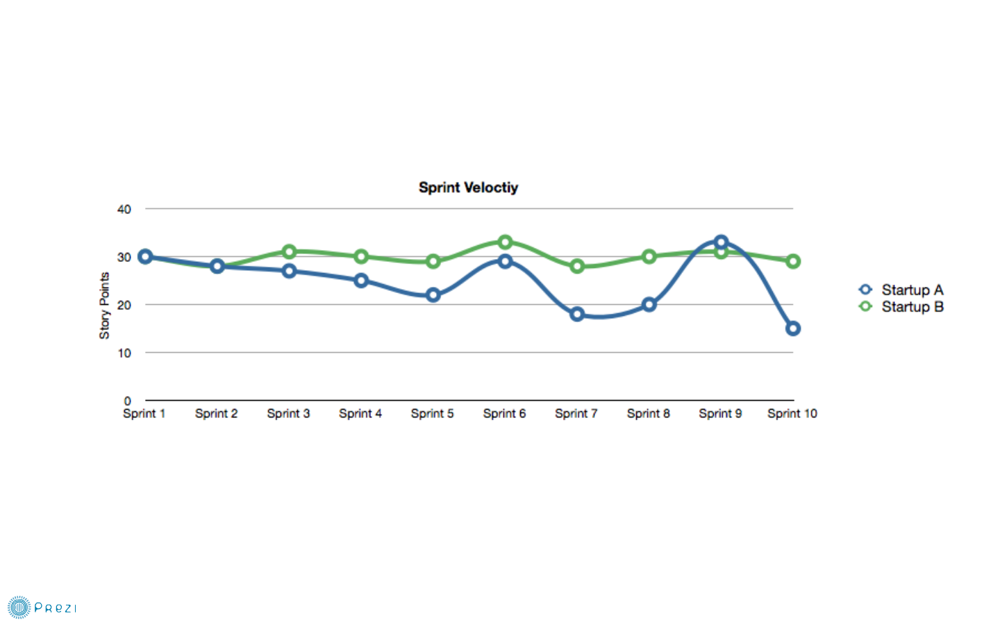 Sprint Veloctiy
40
30
20
10
0
Story Points
Sprint 1 Sprint 2 Sprint 3 Sprint 4 Sprint 5 Sprint 6 Sprint 7 Sprint 8 Sprint 9 Sprint 10
Startup A
Startup B
Prezi